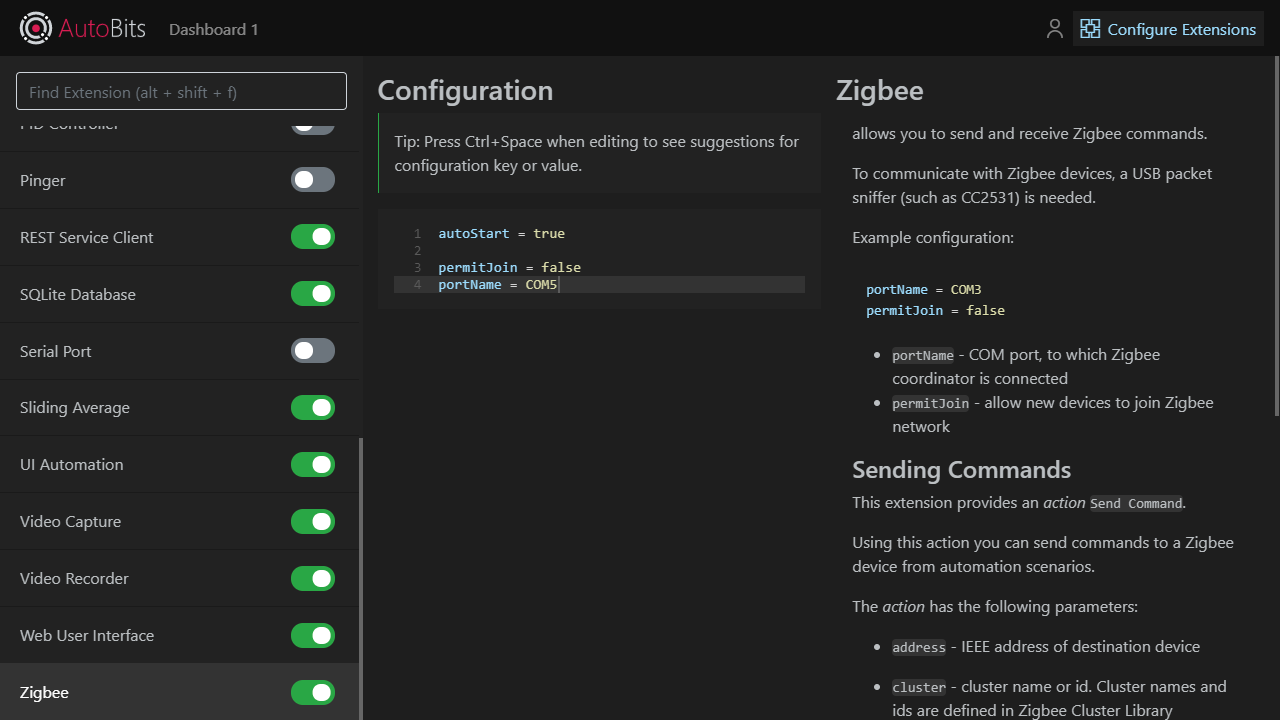 AutoBits
Dashboard 1
Configure Extensions
Find Extension (alt + shift + f)
PID Controller
Pinger
REST Service Client
SQLite Database
Serial Port
Sliding Average
UI Automation
Video Capture
Video Recorder
Web User Interface
Zigbee
Configuration
Tip: Press Ctrl+Space when editing to see suggestions for
configuration key or value.
1 autoStart = true
2
3 permitJoin = false
4 portName = COM5
Zigbee
allows you to send and receive Zigbee commands.
To communicate with Zigbee devices, a USB packet
sniffer (such as CC2531) is needed.
Example configuration:
portName = COM3
permitJoin = false
• portName - COM port, to which Zigbee
coordinator is connected
• permitJoin - allow new devices to join Zigbee
network
Sending Commands
This extension provides an action Send Command.
Using this action you can send commands to a Zigbee
device from automation scenarios.
The action has the following parameters:
• address - IEEE address of destination device
• cluster - cluster name or id. Cluster names and
ids are defined in Zigbee Cluster Library